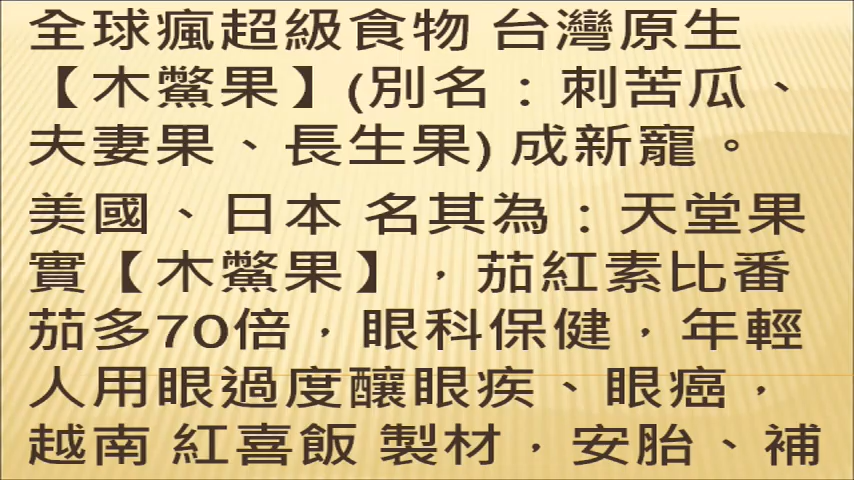 全球瘋超級食物 台灣原生
【木鱉果】(別名：刺苦瓜、
夫妻果、長生果) 成新寵。
美國、日本 名其為：天堂果
實【木鱉果】，茄紅素比番
茄多70倍，眼科保健，年輕
人用眼過度釀眼疾、眼癌，
越南 紅喜飯 製材，安胎、補